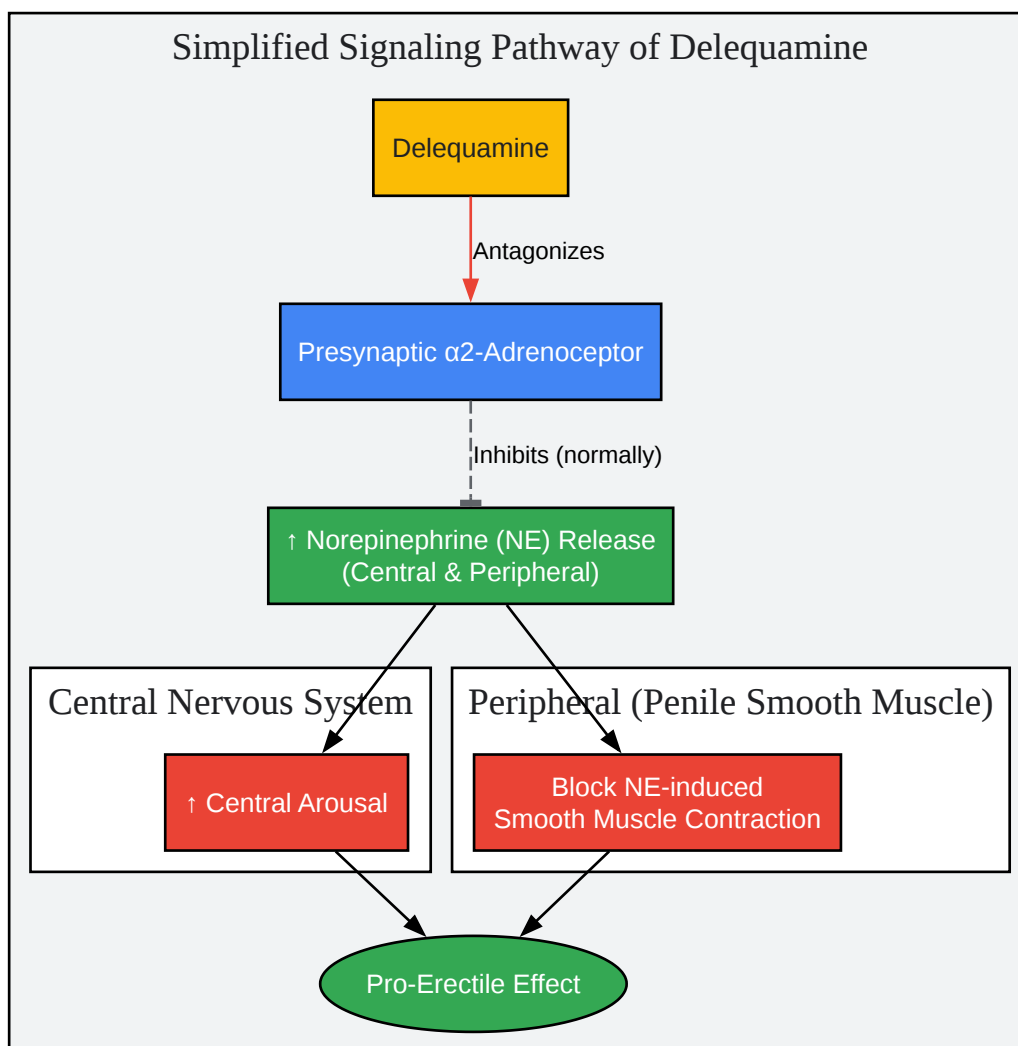 Simplified Signaling Pathway of Delequamine
Delequamine
Antagonizes
Presynaptic α2-Adrenoceptor
Inhibits (normally)
↑ Norepinephrine (NE) Release
(Central & Peripheral)
Central Nervous System
Peripheral (Penile Smooth Muscle)
↑ Central Arousal
Block NE-induced
Smooth Muscle Contraction
Pro-Erectile Effect